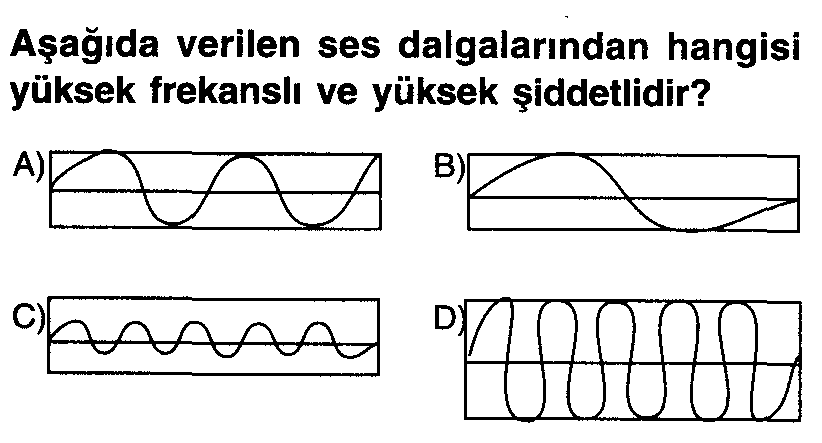 Aşağıda verilen ses dalgalarından hangisi
yüksek frekanslı ve yüksek şiddetlidir?
A)
B)
C)
D)